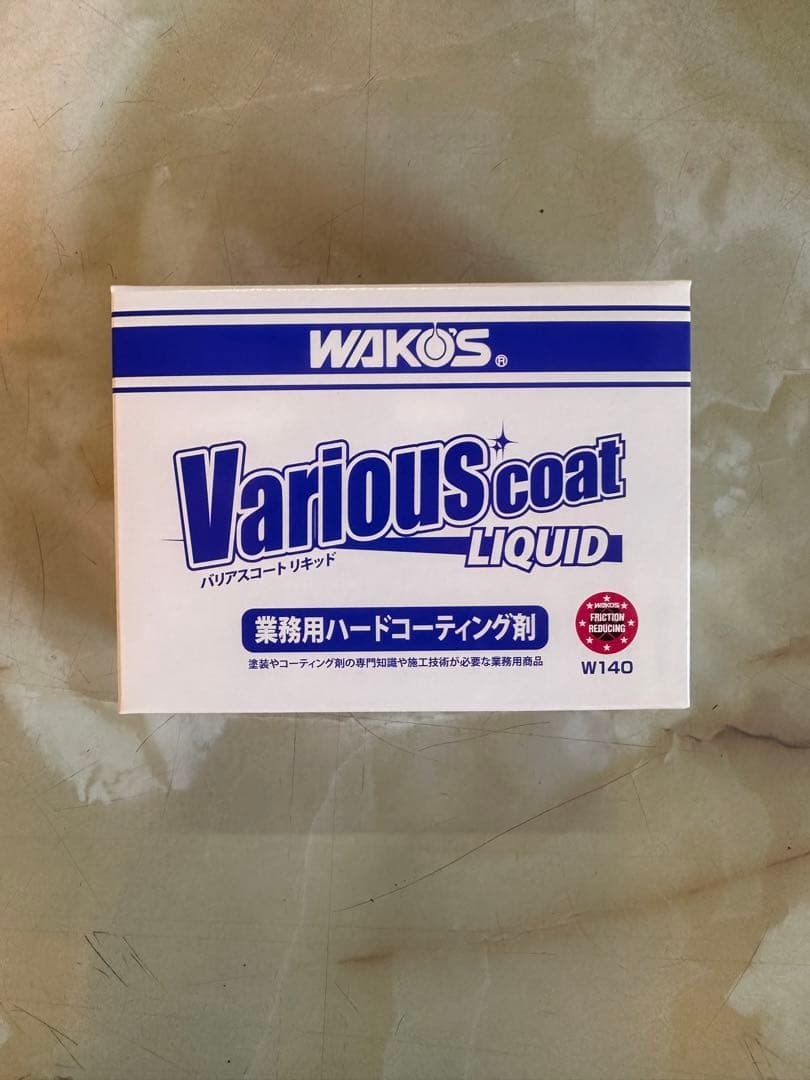 WAKO'S®
Various coat
LIQUID
バリアスコート リキッド
業務用ハードコーティング剤
塗装やコーティング剤の専門知識や施工技術が必要な業務用商品
WAKO'S
FRICTION
REDUCING
W140